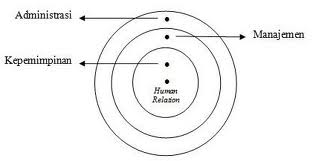 Administrasi
Manajemen
Kepemimpinan
Human
Relation